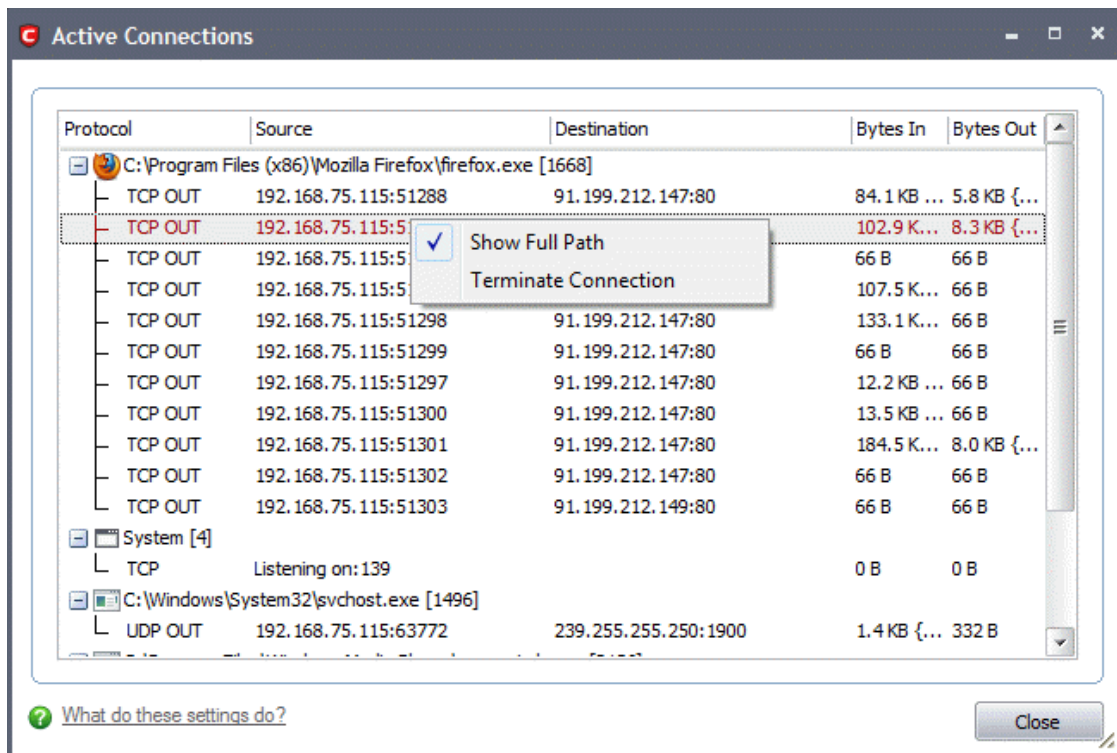 Active Connections
Protocol Source Destination Bytes In Bytes Out
C:\Program Files (x86)\Mozilla Firefox\firefox.exe [1668]
TCP OUT 192.168.75.115:51288 91.199.212.147:80 84.1 KB ... 5.8 KB {...
TCP OUT 192.168.75.115:5 102.9 K... 8.3 KB {...
Show Full Path
TCP OUT 192.168.75.115:5 66 B 66 B
Terminate Connection
TCP OUT 192.168.75.115:5 107.5 K... 66 B
TCP OUT 192.168.75.115:51298 91.199.212.147:80 133.1 K... 66 B
TCP OUT 192.168.75.115:51299 91.199.212.147:80 66 B 66 B
TCP OUT 192.168.75.115:51297 91.199.212.147:80 12.2 KB ... 66 B
TCP OUT 192.168.75.115:51300 91.199.212.147:80 13.5 KB ... 66 B
TCP OUT 192.168.75.115:51301 91.199.212.147:80 184.5 K... 8.0 KB {...
TCP OUT 192.168.75.115:51302 91.199.212.147:80 66 B 66 B
TCP OUT 192.168.75.115:51303 91.199.212.149:80 66 B 66 B
System [4]
TCP Listening on:139 0 B 0 B
C:\Windows\System32\svchost.exe [1496]
UDP OUT 192.168.75.115:63772 239.255.255.250:1900 1.4 KB {... 332 B
What do these settings do?
Close